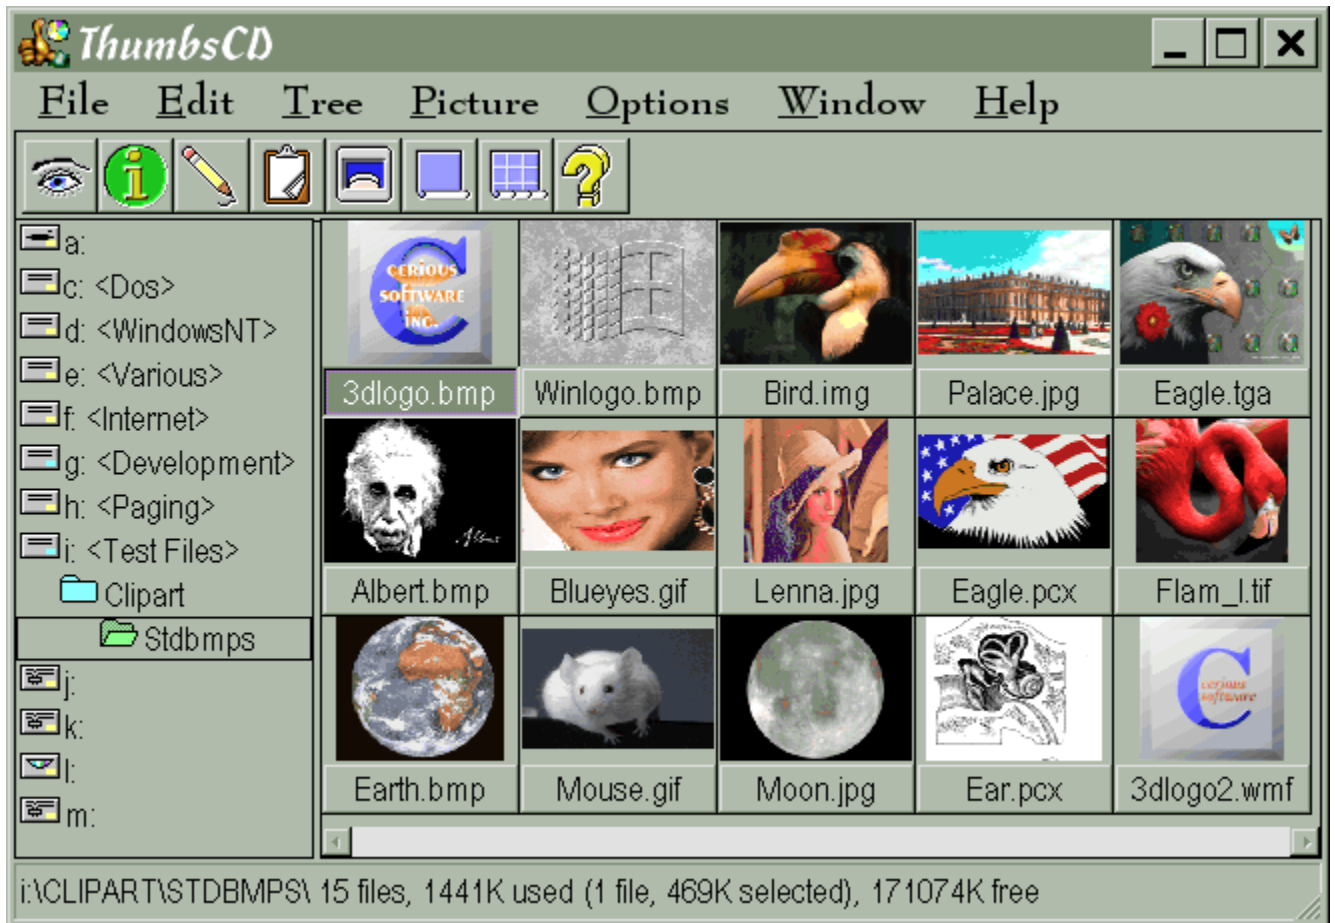 ThumbsCD
File Edit Tree Picture Options Window Help
a:
c: <Dos>
d: <WindowsNT>
e: <Various>
f: <Internet>
g: <Development>
h: <Paging>
i: <Test Files>
Clipart
Stdbmps
j:
k:
l:
m:
CERIOUS
SOFTWARE
INC.
3dlogo.bmp Winlogo.bmp Bird.img Palace.jpg Eagle.tga
Albert.bmp Blueyes.gif Lenna.jpg Eagle.pcx Flam_l.tif
cerious
software
Earth.bmp Mouse.gif Moon.jpg Ear.pcx 3dlogo2.wmf
i:\CLIPART\STDBMPS\ 15 files, 1441K used (1 file, 469K selected), 171074K free